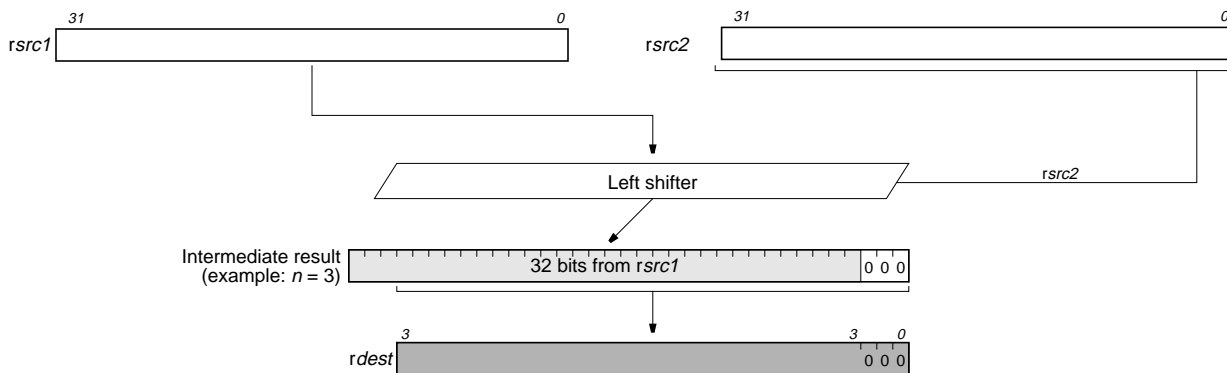 31 0 31 0
rsrc1 rsrc2
Left shifter rsrc2
Intermediate result
(example: n = 3) 32 bits from rsrc1 0 0 0
3 3 0
rdest 0 0 0